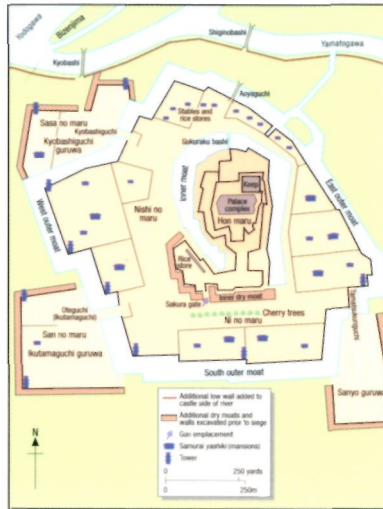 Yodogawa
Bizenjima
Shiginobashi
Yamatogawa
Kyobashi
Aoyaguchi
Stables and
rice stores
Sasa no maru
Kyobashiguchi
Kyobashiguchi
guruwa
Gokuraku bashi
Inner moat
Keep
Palace
complex
Hon maru
East outer moat
West outer moat
Nishi no
maru
Rice
store
Sakura gate
Inner dry moat
Cherry trees
Ni no maru
Tamatsukuriguchi
Oteguchi
(Ikutamaguchi)
San no maru
Ikutamaguchi guruwa
South outer moat
Sanyo guruwa
Additional low wall added to
castle side of river
Additional dry moats and
walls excavated prior to siege
Gun emplacement
Samurai yashiki (mansions)
Tower
N
0 250 yards
0 250m